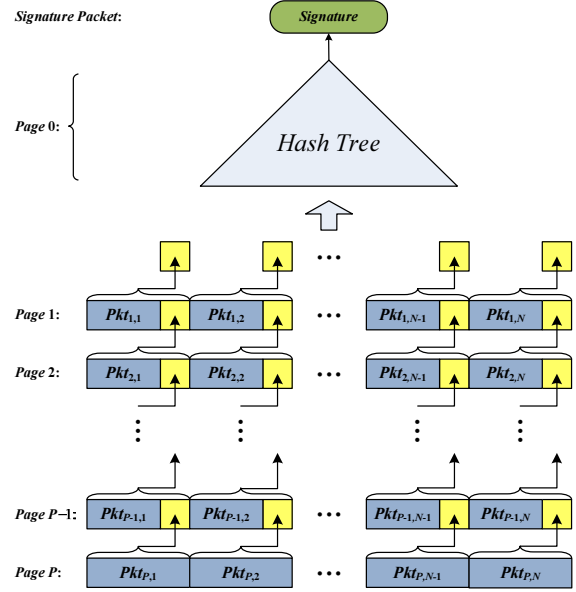 Signature Packet: Signature
Page 0: Hash Tree
...
Page 1: Pkt1,1 Pkt1,2 ... Pkt1,N-1 Pkt1,N
Page 2: Pkt2,1 Pkt2,2 ... Pkt2,N-1 Pkt2,N
...
Page P−1: PktP-1,1 PktP-1,2 ... PktP-1,N-1 PktP-1,N
Page P: PktP,1 PktP,2 ... PktP,N-1 PktP,N